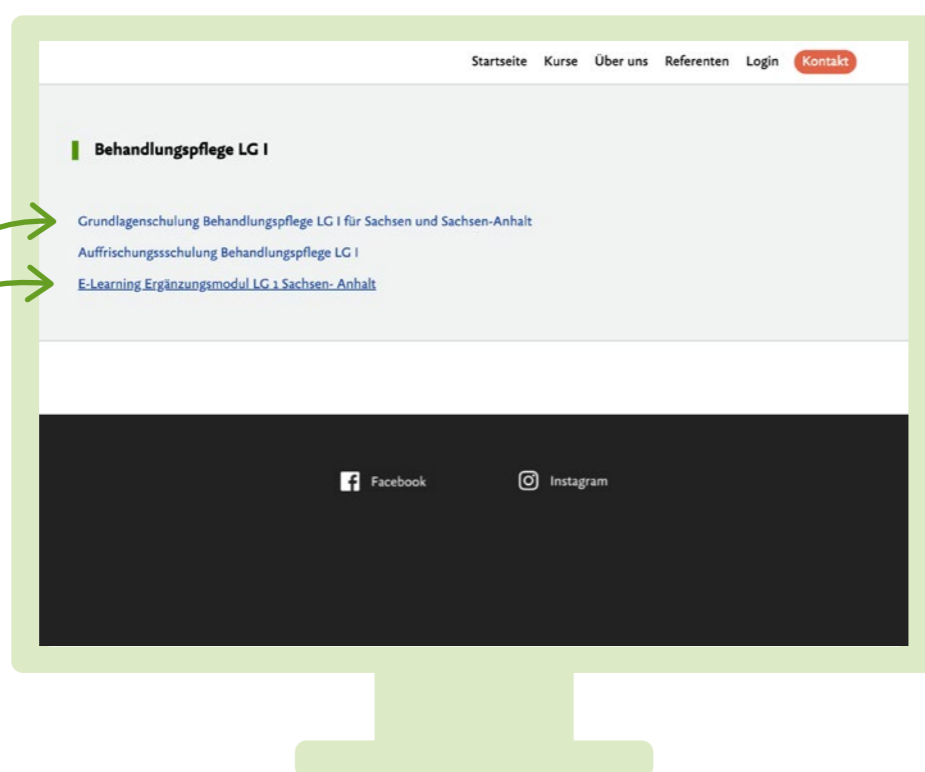 Startseite Kurse Über uns Referenten Login Kontakt
Behandlungspflege LG I
Grundlagenschulung Behandlungspflege LG I für Sachsen und Sachsen-Anhalt
Auffrischungssschulung Behandlungspflege LG I
E-Learning Ergänzungsmodul LG 1 Sachsen- Anhalt
Facebook Instagram